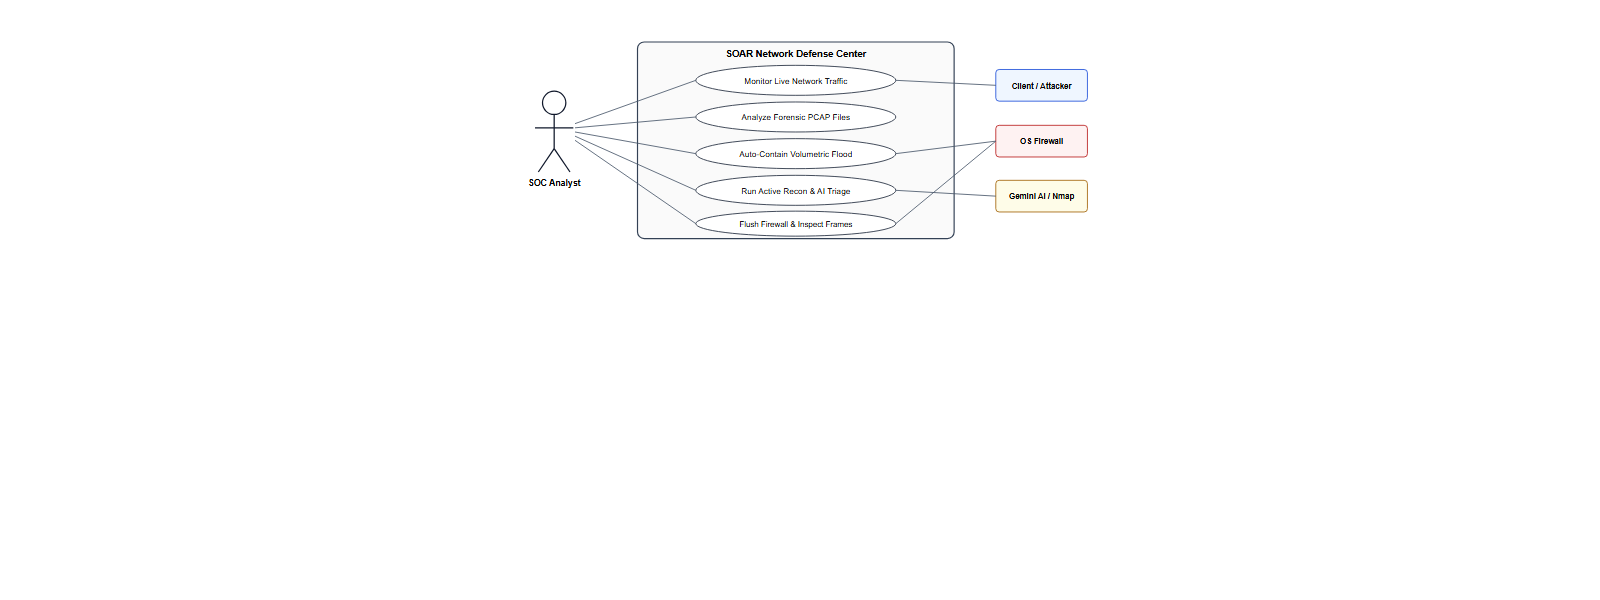 SOAR Network Defense Center
Monitor Live Network Traffic
Analyze Forensic PCAP Files
Auto-Contain Volumetric Flood
Run Active Recon & AI Triage
Flush Firewall & Inspect Frames
SOC Analyst
Client / Attacker
OS Firewall
Gemini AI / Nmap